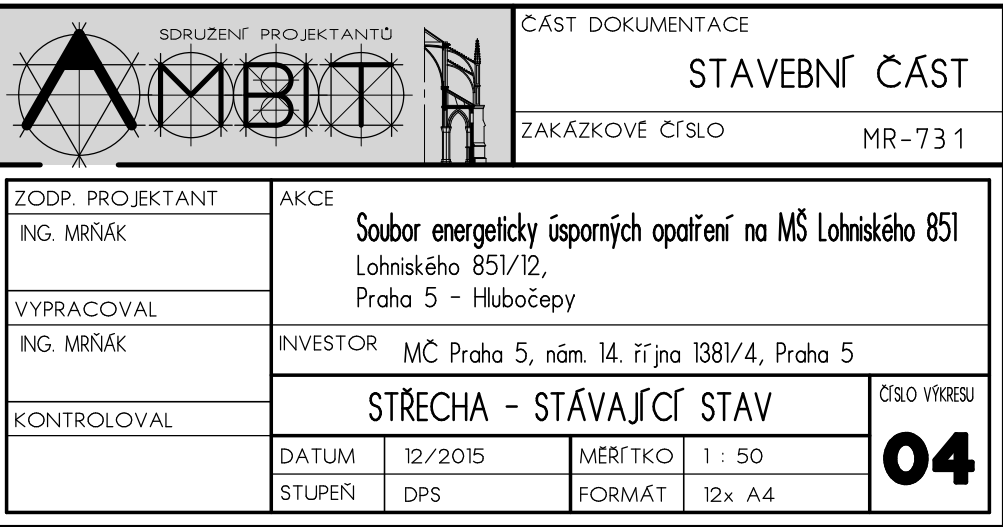 SDRUŽENÍ PROJEKTANTŮ
AMBIT
ČÁST DOKUMENTACE
STAVEBNÍ ČÁST
ZAKÁZKOVÉ ČÍSLO
MR-731
ZODP. PROJEKTANT
ING. MRŇÁK
VYPRACOVAL
ING. MRŇÁK
KONTROLOVAL
AKCE
Soubor energeticky úsporných opatření na MŠ Lohniského 851
Lohniského 851/12,
Praha 5 - Hlubočepy
INVESTOR MČ Praha 5, nám. 14. října 1381/4, Praha 5
STŘECHA - STÁVAJÍCÍ STAV
DATUM 12/2015 MĚŘÍTKO 1 : 50
STUPEŇ DPS FORMÁT 12x A4
ČÍSLO VÝKRESU
04